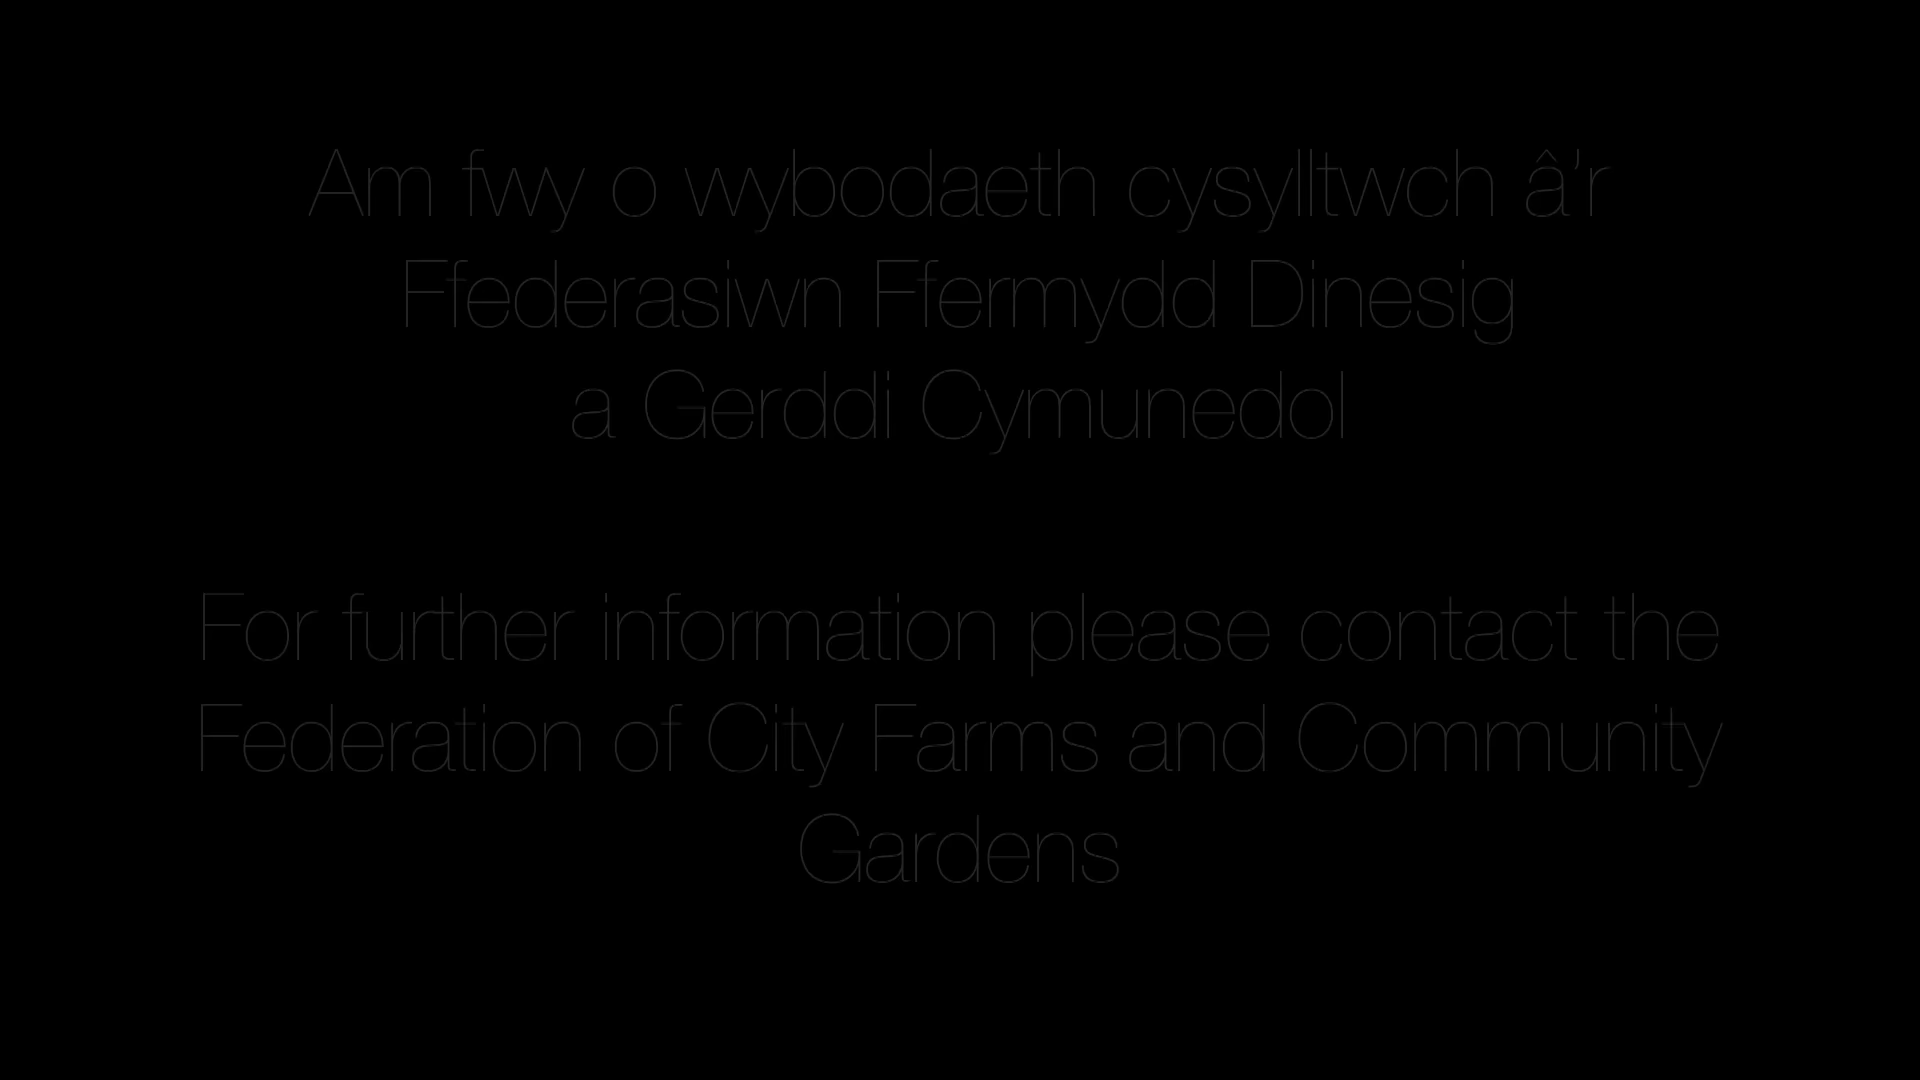 Am fwy o wybodaeth cysylltwch â’r
Ffederasiwn Ffermydd Dinesig
a Gerddi Cymunedol
For further information please contact the
Federation of City Farms and Community
Gardens